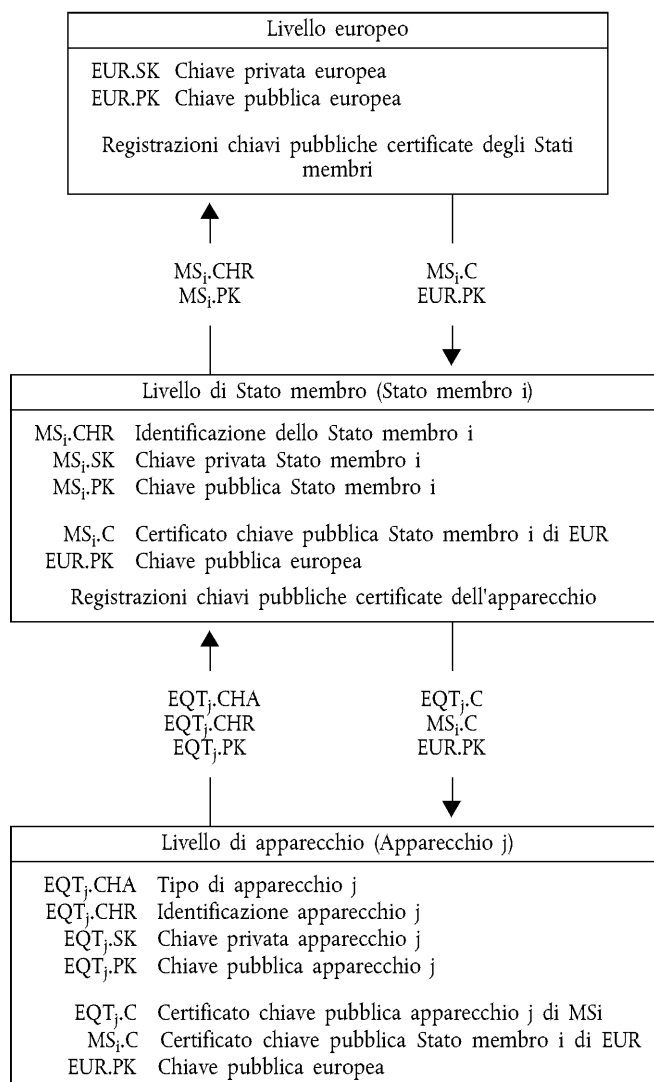 Livello europeo
EUR.SK Chiave privata europea
EUR.PK Chiave pubblica europea
Registrazioni chiavi pubbliche certificate degli Stati
membri
MSi.CHR
MSi.PK
MSi.C
EUR.PK
Livello di Stato membro (Stato membro i)
MSi.CHR Identificazione dello Stato membro i
MSi.SK Chiave privata Stato membro i
MSi.PK Chiave pubblica Stato membro i
MSi.C Certificato chiave pubblica Stato membro i di EUR
EUR.PK Chiave pubblica europea
Registrazioni chiavi pubbliche certificate dell'apparecchio
EQTj.CHA
EQTj.CHR
EQTj.PK
EQTj.C
MSi.C
EUR.PK
Livello di apparecchio (Apparecchio j)
EQTj.CHA Tipo di apparecchio j
EQTj.CHR Identificazione apparecchio j
EQTj.SK Chiave privata apparecchio j
EQTj.PK Chiave pubblica apparecchio j
EQTj.C Certificato chiave pubblica apparecchio j di MSi
MSi.C Certificato chiave pubblica Stato membro i di EUR
EUR.PK Chiave pubblica europea